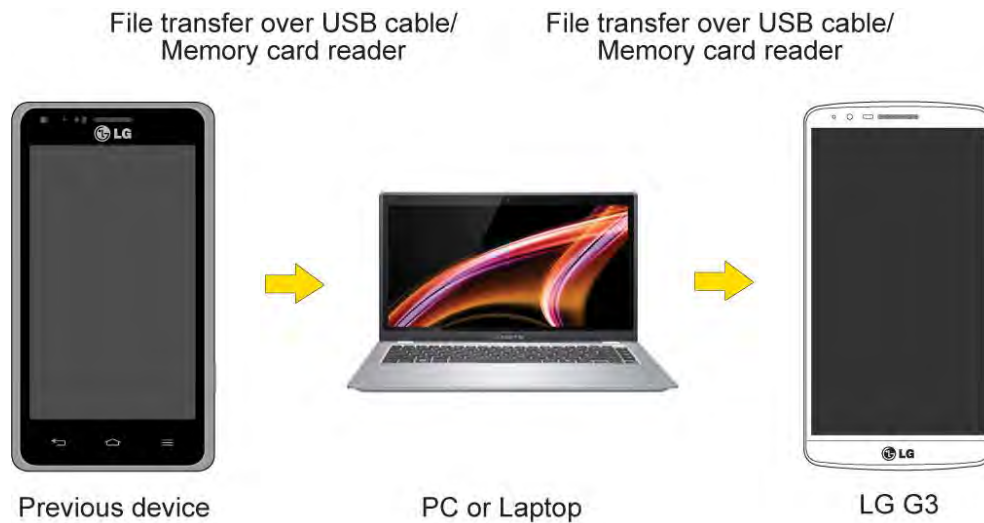 File transfer over USB cable/
Memory card reader
File transfer over USB cable/
Memory card reader
LG
LG
Previous device
PC or Laptop
LG G3